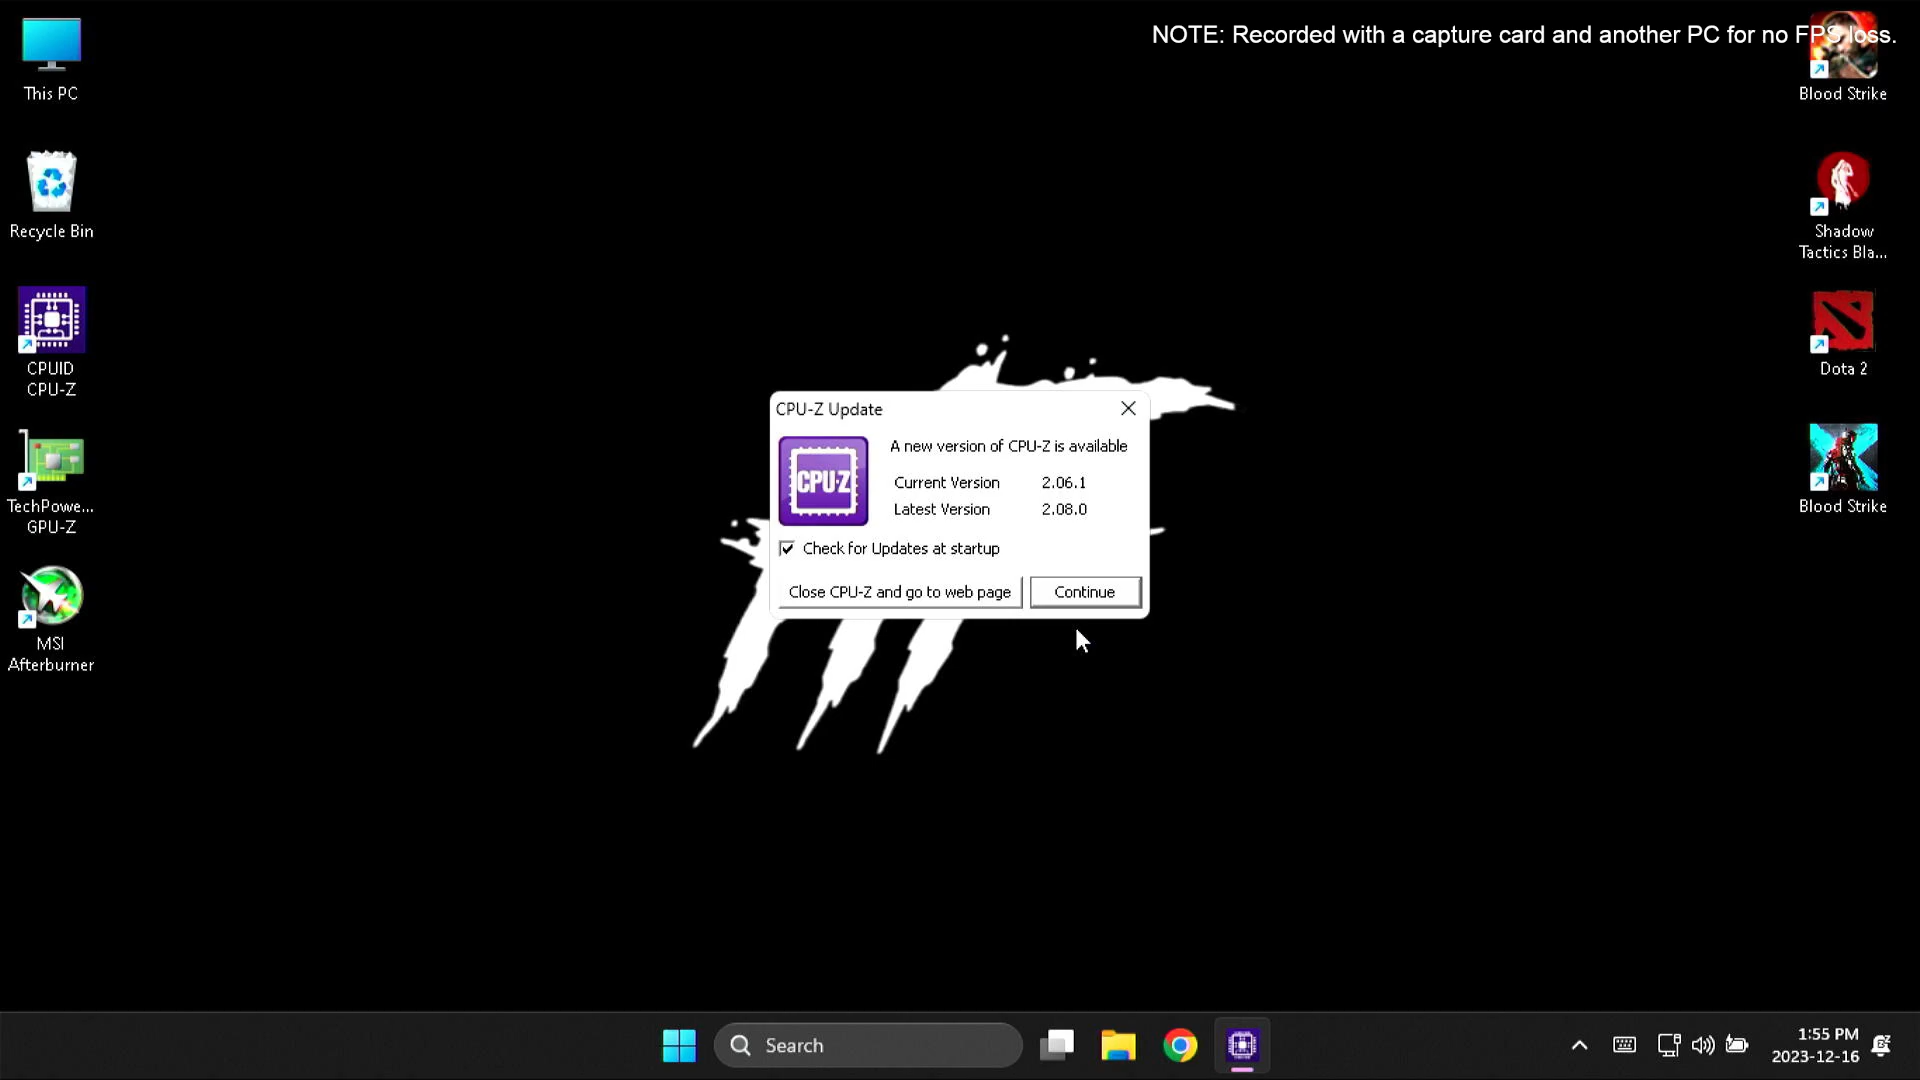 NOTE: Recorded with a capture card and another PC for no FPS loss.
This PC
Recycle Bin
CPUID
CPU-Z
TechPowe...
GPU-Z
MSI
Afterburner
Blood Strike
Shadow
Tactics Bla...
Dota 2
Blood Strike
CPU-Z Update
CPU-Z
A new version of CPU-Z is available
Current Version 2.06.1
Latest Version 2.08.0
Check for Updates at startup
Close CPU-Z and go to web page
Continue
Search
1:55 PM
2023-12-16